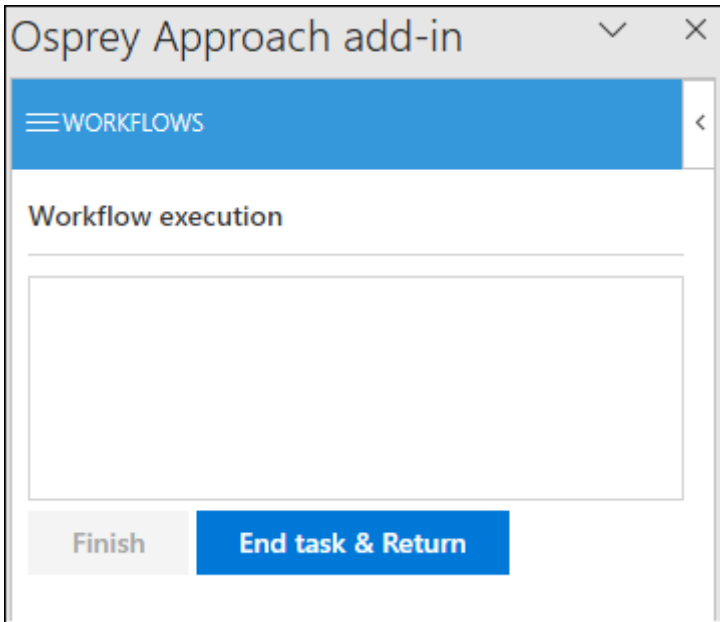 Osprey Approach add-in
WORKFLOWS
Workflow execution
Finish
End task & Return